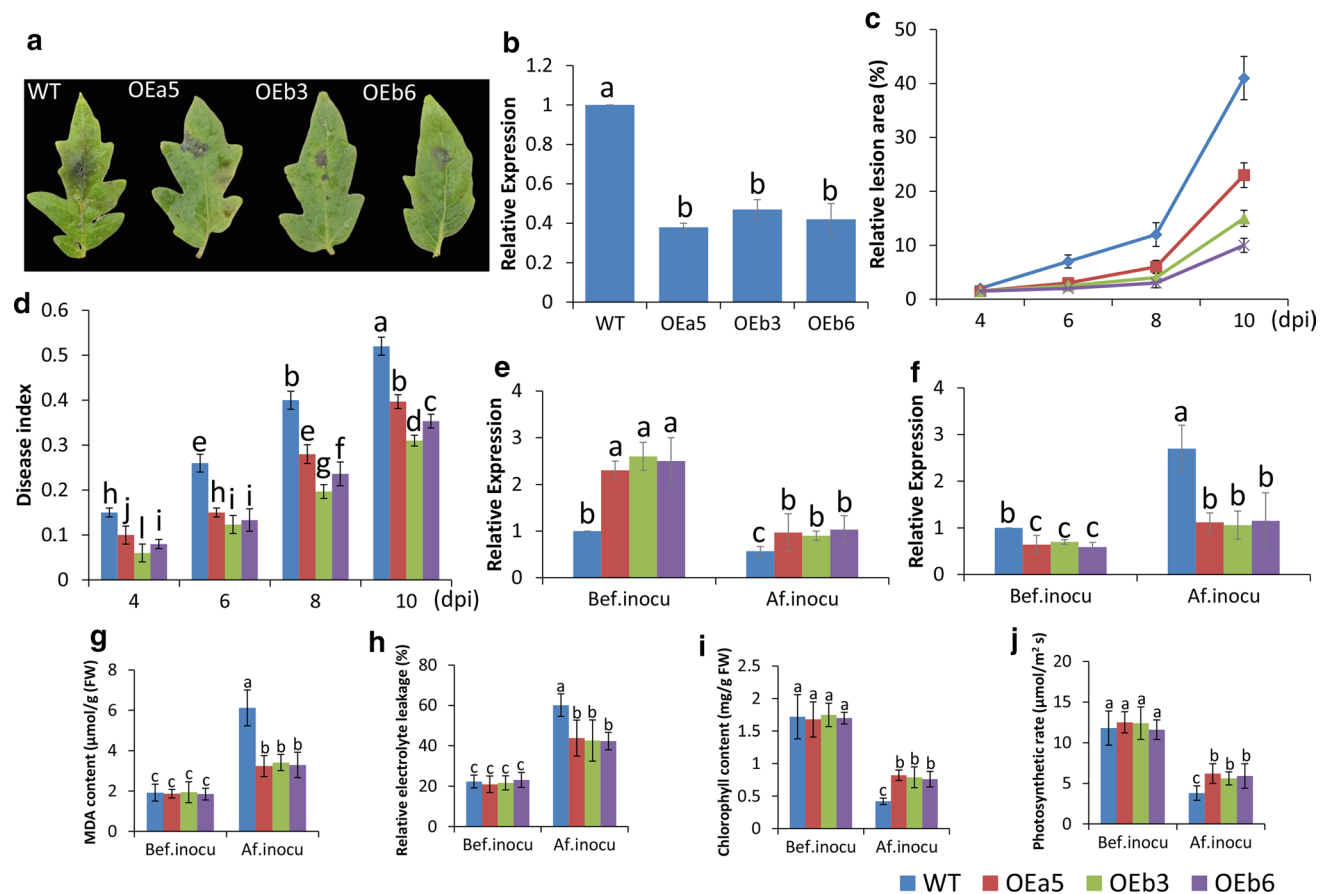 a
WT OEa5 OEb3 OEb6
b
Relative Expression
1.2
1
0.8
0.6
0.4
0.2
0
a b b b
WT OEa5 OEb3 OEb6
c
Relative lesion area (%)
50
40
30
20
10
0
4 6 8 10 (dpi)
d
Disease index
0.6
0.5
0.4
0.3
0.2
0.1
0
h j l i e h i i b e g f a b d c
4 6 8 10 (dpi)
e
Relative Expression
4
3
2
1
0
b a a a c b b b
Bef.inocu Af.inocu
f
Relative Expression
4
3
2
1
0
b c c c a b b b
Bef.inocu Af.inocu
g
MDA content (μmol/g (FW)
8
6
4
2
0
c c c c a b b b
Bef.inocu Af.inocu
h
Relative electrolyte leakage (%)
80
60
40
20
0
c c c c a b b b
Bef.inocu Af.inocu
i
Chlorophyll content (mg/g FW)
2.5
2
1.5
1
0.5
0
a a a a c b b b
Bef.inocu Af.inocu
j
Photosynthetic rate (μmol/m² s)
20
15
10
5
0
a a a a c b b b
Bef.inocu Af.inocu
WT OEa5 OEb3 OEb6